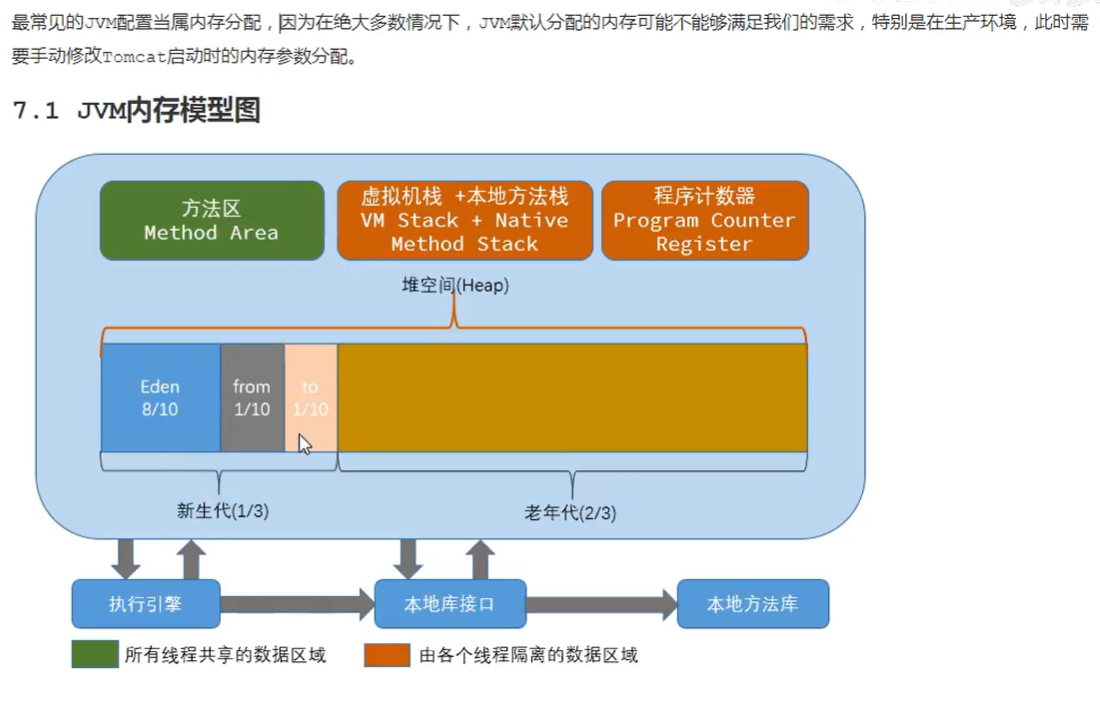 最常见的JVM配置当属内存分配，因为在绝大多数情况下，JVM默认分配的内存可能不能够满足我们的需求，特别是在生产环境，此时需
要手动修改Tomcat启动时的内存参数分配。
7.1 JVM内存模型图
方法区
Method Area
虚拟机栈 +本地方法栈
VM Stack + Native
Method Stack
程序计数器
Program Counter
Register
堆空间(Heap)
Eden
8/10
from
1/10
to
1/10
新生代(1/3)
老年代(2/3)
执行引擎
本地库接口
本地方法库
所有线程共享的数据区域
由各个线程隔离的数据区域